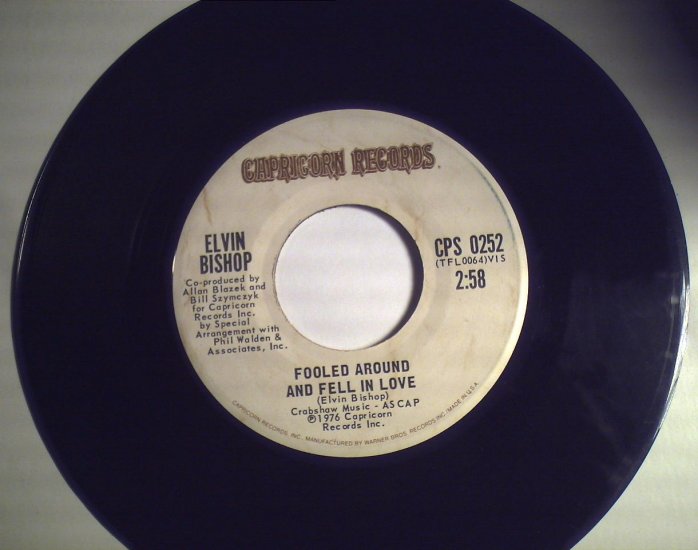 CAPRICORN RECORDS
ELVIN
BISHOP
Co-produced by
Allan Blazek and
Bill Szymczyk
for Capricorn
Records Inc.
by Special
Arrangement with
Phil Walden &
Associates, Inc.
CPS 0252
(TFL0064)VIS
2:58
FOOLED AROUND
AND FELL IN LOVE
(Elvin Bishop)
Crabshaw Music - ASCAP
℗1976 Capricorn
Records Inc.
CAPRICORN RECORDS, INC., MANUFACTURED BY WARNER BROS. RECORDS INC. MADE IN U.S.A.